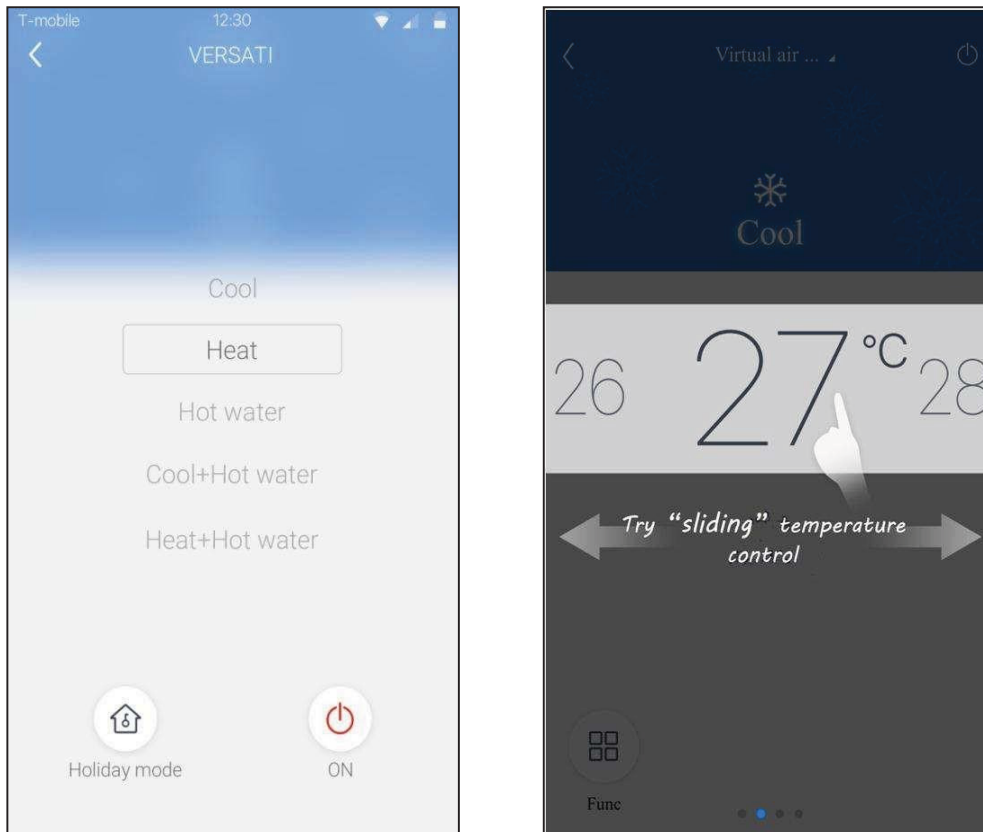 T-mobile 12:30
VERSATI
Cool
Heat
Hot water
Cool+Hot water
Heat+Hot water
Holiday mode
ON
Virtual air ...
Cool
26 27°C 28
Try “sliding” temperature
control
Func